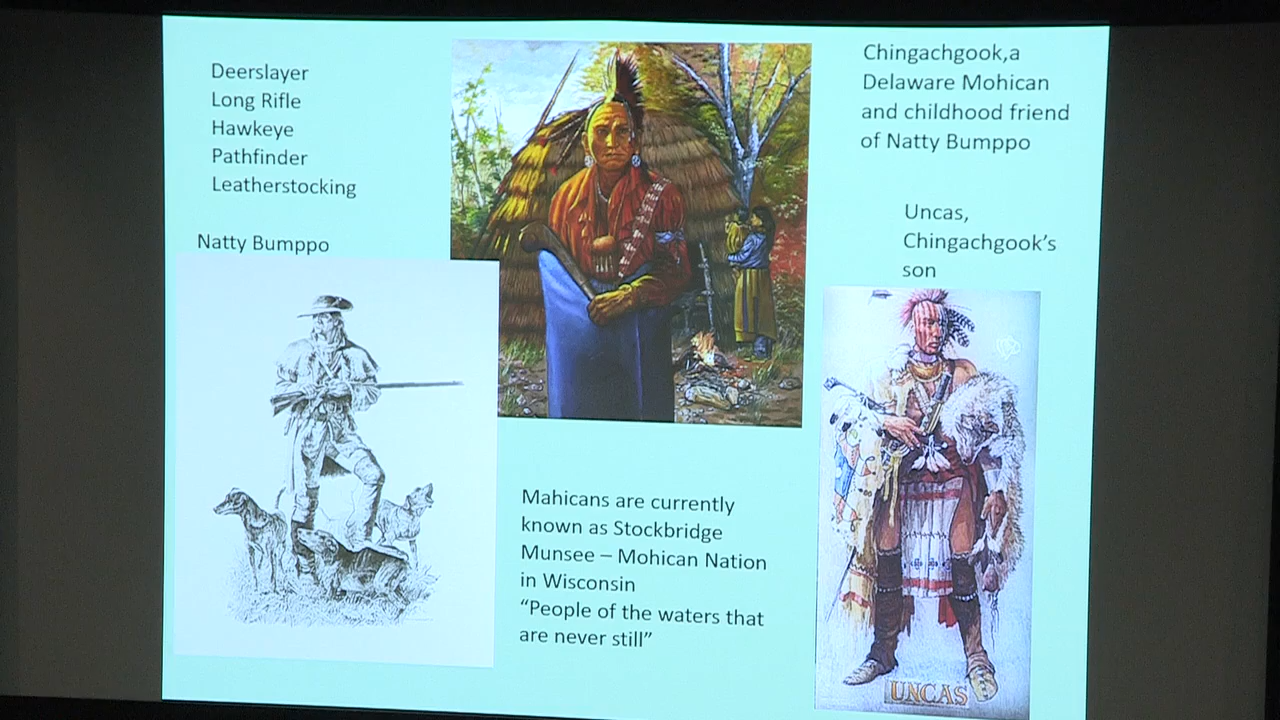 Deerslayer
Long Rifle
Hawkeye
Pathfinder
Leatherstocking
Natty Bumppo
Chingachgook,a
Delaware Mohican
and childhood friend
of Natty Bumppo
Uncas,
Chingachgook's
son
Mahicans are currently
known as Stockbridge
Munsee – Mohican Nation
in Wisconsin
"People of the waters that
are never still"
UNCAS